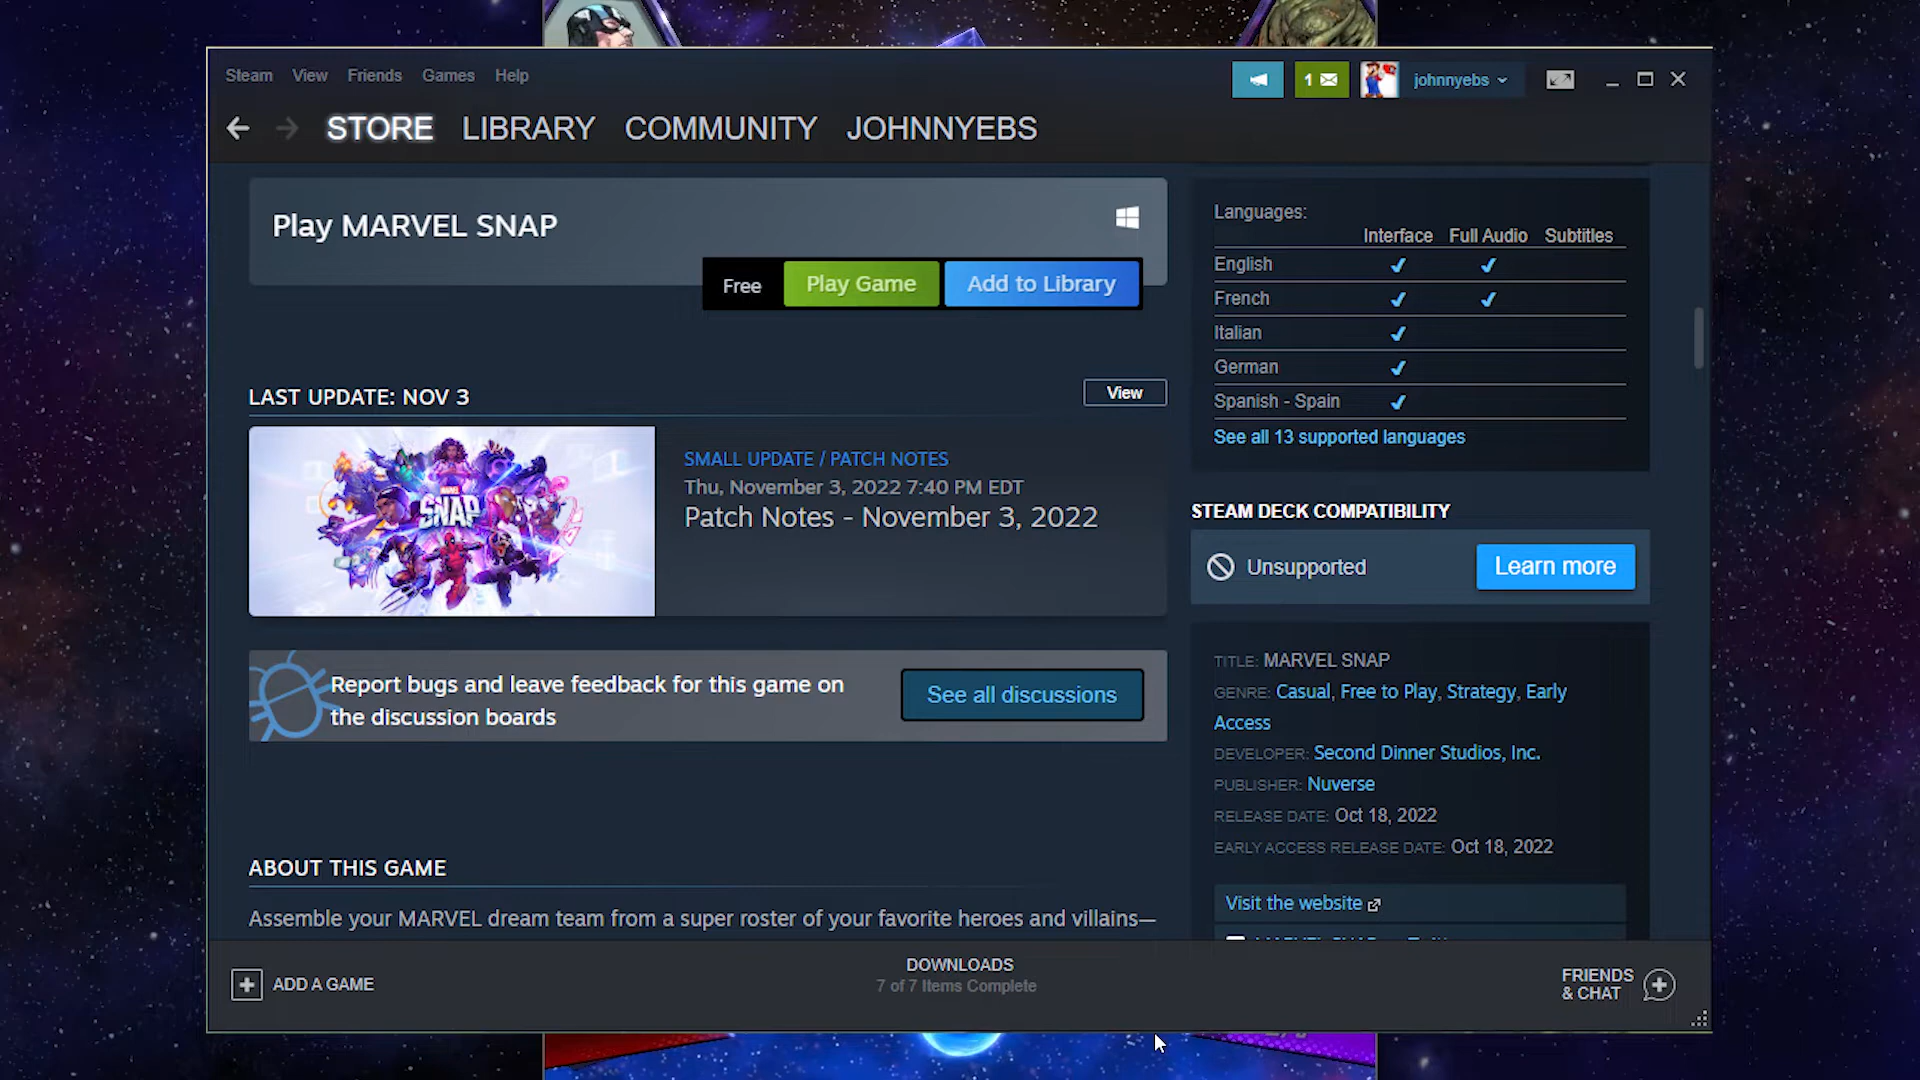 Steam View Friends Games Help
1
johnnyebs
STORE LIBRARY COMMUNITY JOHNNYEBS
Play MARVEL SNAP
Free Play Game Add to Library
LAST UPDATE: NOV 3
View
MARVEL
SNAP
SMALL UPDATE / PATCH NOTES
Thu, November 3, 2022 7:40 PM EDT
Patch Notes - November 3, 2022
Report bugs and leave feedback for this game on
the discussion boards
See all discussions
ABOUT THIS GAME
Assemble your MARVEL dream team from a super roster of your favorite heroes and villains—
Languages:
Interface Full Audio Subtitles
English
French
Italian
German
Spanish - Spain
See all 13 supported languages
STEAM DECK COMPATIBILITY
Unsupported
Learn more
TITLE: MARVEL SNAP
GENRE: Casual, Free to Play, Strategy, Early
Access
DEVELOPER: Second Dinner Studios, Inc.
PUBLISHER: Nuverse
RELEASE DATE: Oct 18, 2022
EARLY ACCESS RELEASE DATE: Oct 18, 2022
Visit the website
ADD A GAME
DOWNLOADS
7 of 7 Items Complete
FRIENDS
& CHAT